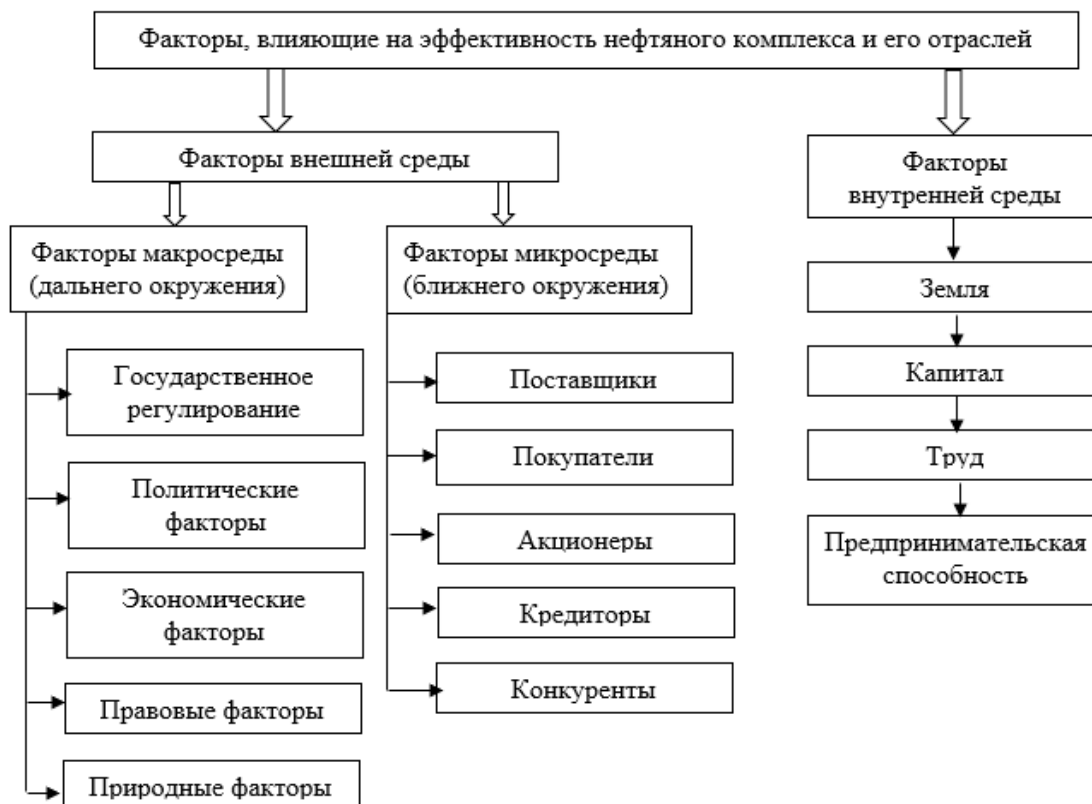 Факторы, влияющие на эффективность нефтяного комплекса и его отраслей
Факторы внешней среды
Факторы макросреды
(дальнего окружения)
Государственное
регулирование
Политические
факторы
Экономические
факторы
Правовые факторы
Природные факторы
Факторы микросреды
(ближнего окружения)
Поставщики
Покупатели
Акционеры
Кредиторы
Конкуренты
Факторы
внутренней среды
Земля
Капитал
Труд
Предпринимательская
способность